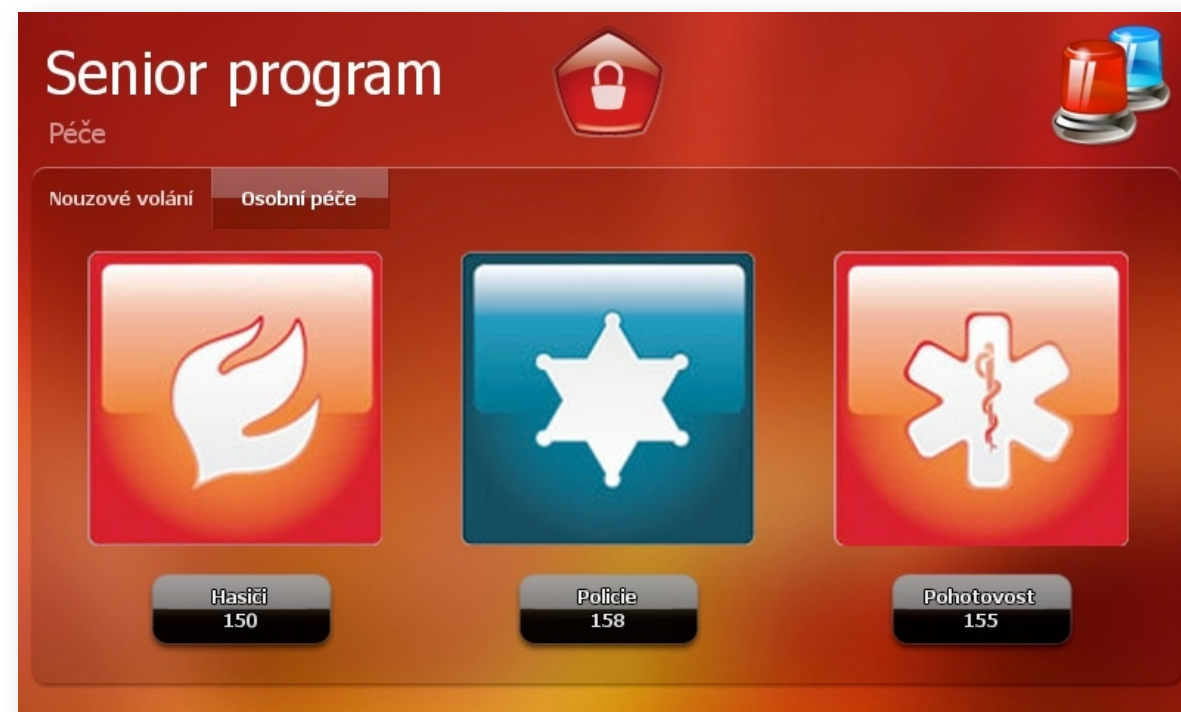 Senior program
Péče
Nouzové volání
Osobní péče
Hasiči
150
Policie
158
Pohotovost
155